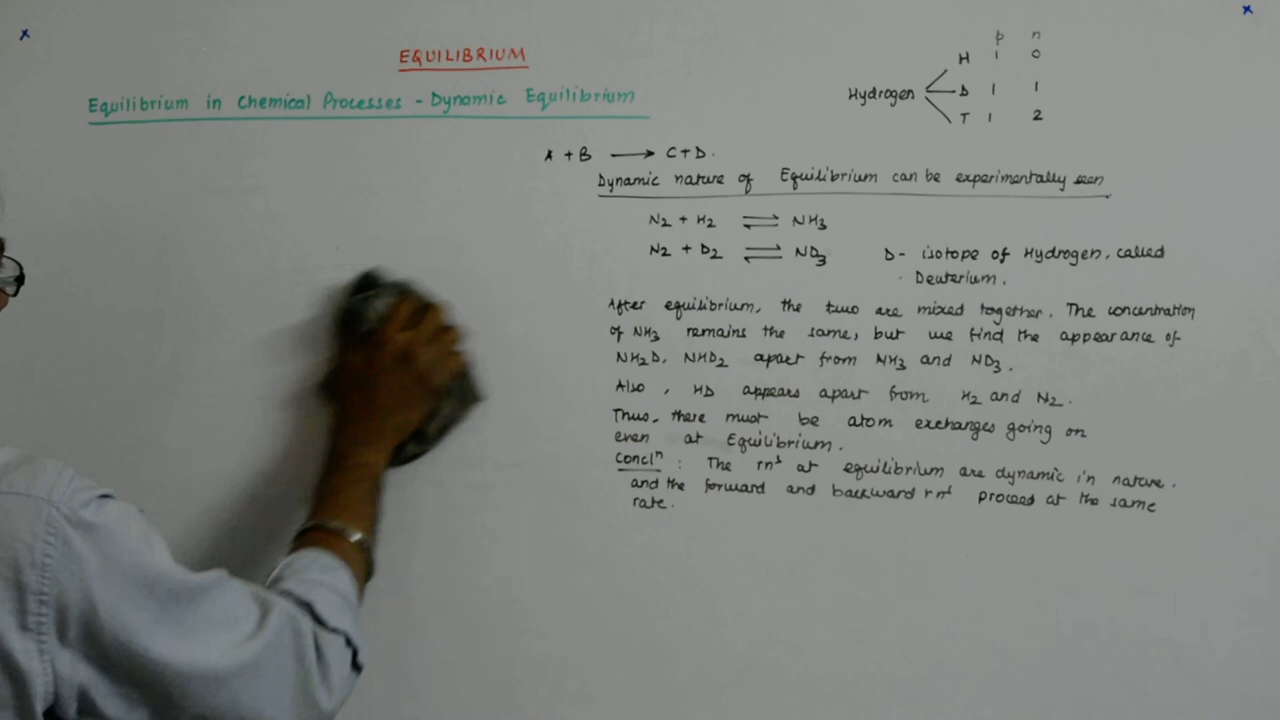 x
x
EQUILIBRIUM
Equilibrium in Chemical Processes - Dynamic Equilibrium
p n
H 1 0
Hydrogen D 1 1
T 1 2
A + B ⟶ C+D.
Dynamic nature of Equilibrium can be experimentally seen
N2 + H2 ⇌ NH3
N2 + D2 ⇌ ND3 D- isotope of Hydrogen, called
Deuterium.
After equilibrium, the two are mixed together. The concentration
of NH3 remains the same, but we find the appearance of
NH2D, NHD2 apart from NH3 and ND3.
Also, HD appears apart from H2 and N2.
Thus, there must be atom exchanges going on
even at Equilibrium.
Concln : The rns at equilibrium are dynamic in nature.
and the forward and backward rns proceed at the same
rate.